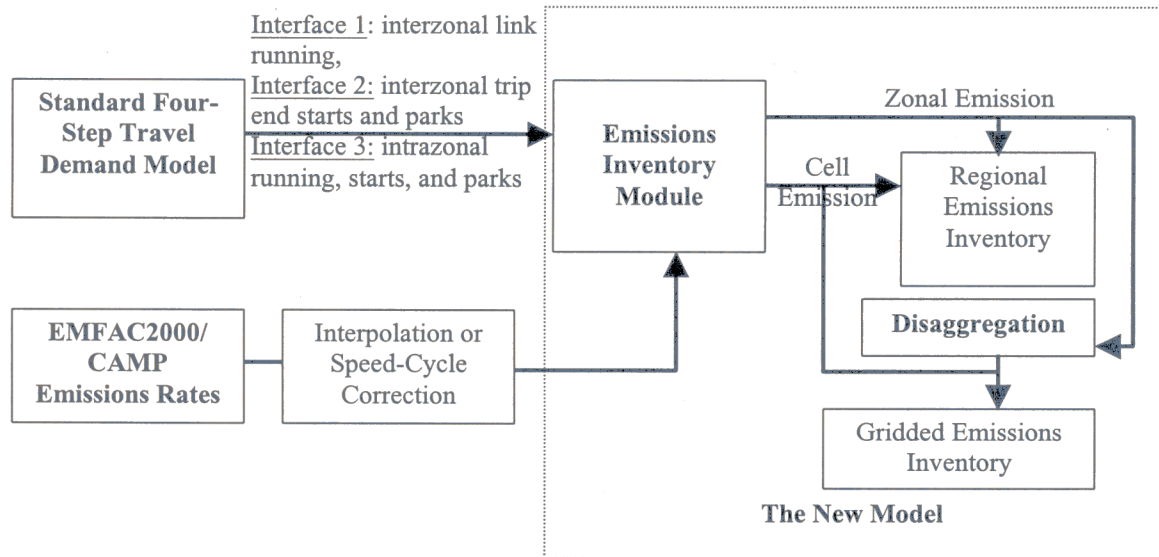 Interface 1: interzonal link
running,
Interface 2: interzonal trip
end starts and parks
Interface 3: intrazonal
running, starts, and parks
Standard Four-
Step Travel
Demand Model
Emissions
Inventory
Module
Zonal Emission
Cell
Emission
Regional
Emissions
Inventory
Disaggregation
EMFAC2000/
CAMP
Emissions Rates
Interpolation or
Speed-Cycle
Correction
Gridded Emissions
Inventory
The New Model